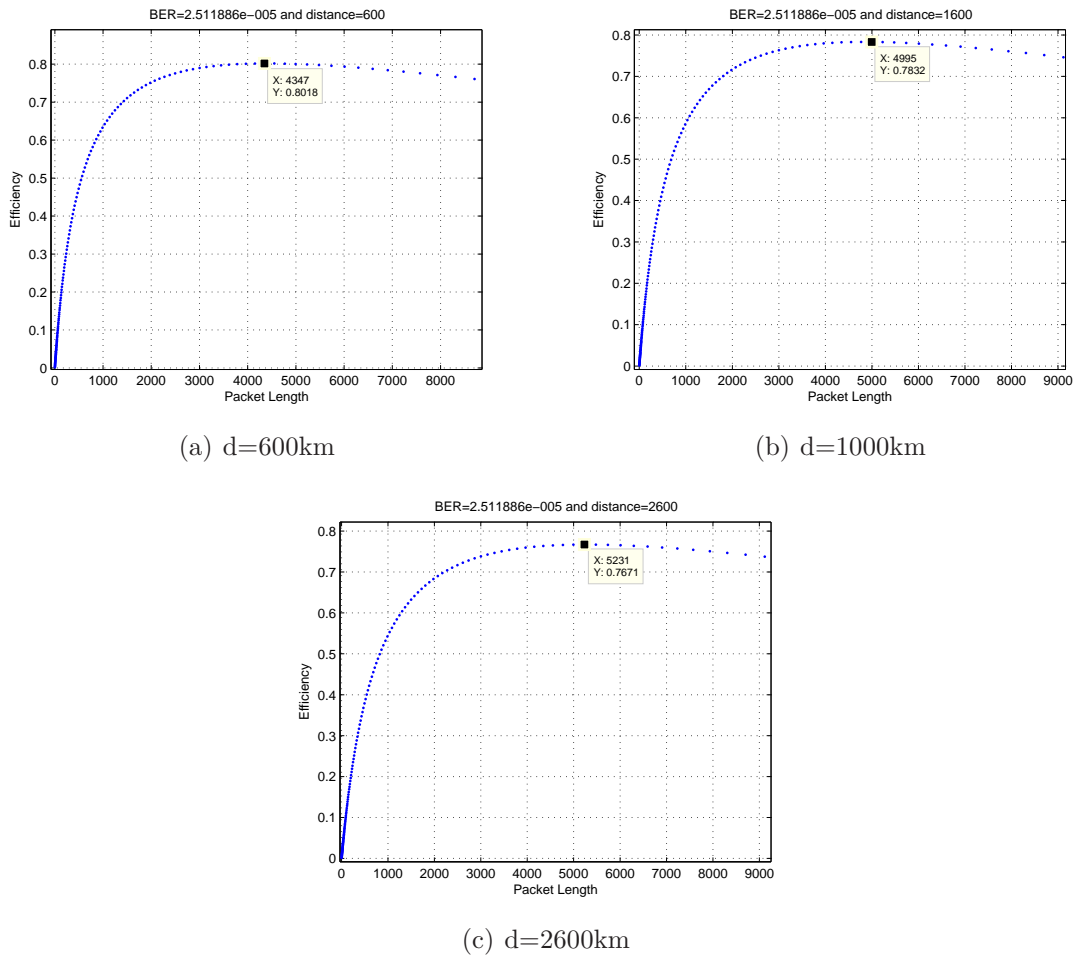 BER=2.511886e−005 and distance=600
0.8
0.7
0.6
0.5
0.4
0.3
0.2
0.1
0
Efficiency
X: 4347
Y: 0.8018
0 1000 2000 3000 4000 5000 6000 7000 8000
Packet Length
(a) d=600km
BER=2.511886e−005 and distance=1600
0.8
0.7
0.6
0.5
0.4
0.3
0.2
0.1
0
Efficiency
X: 4995
Y: 0.7832
0 1000 2000 3000 4000 5000 6000 7000 8000 9000
Packet Length
(b) d=1000km
BER=2.511886e−005 and distance=2600
0.8
0.7
0.6
0.5
0.4
0.3
0.2
0.1
0
Efficiency
X: 5231
Y: 0.7671
0 1000 2000 3000 4000 5000 6000 7000 8000 9000
Packet Length
(c) d=2600km